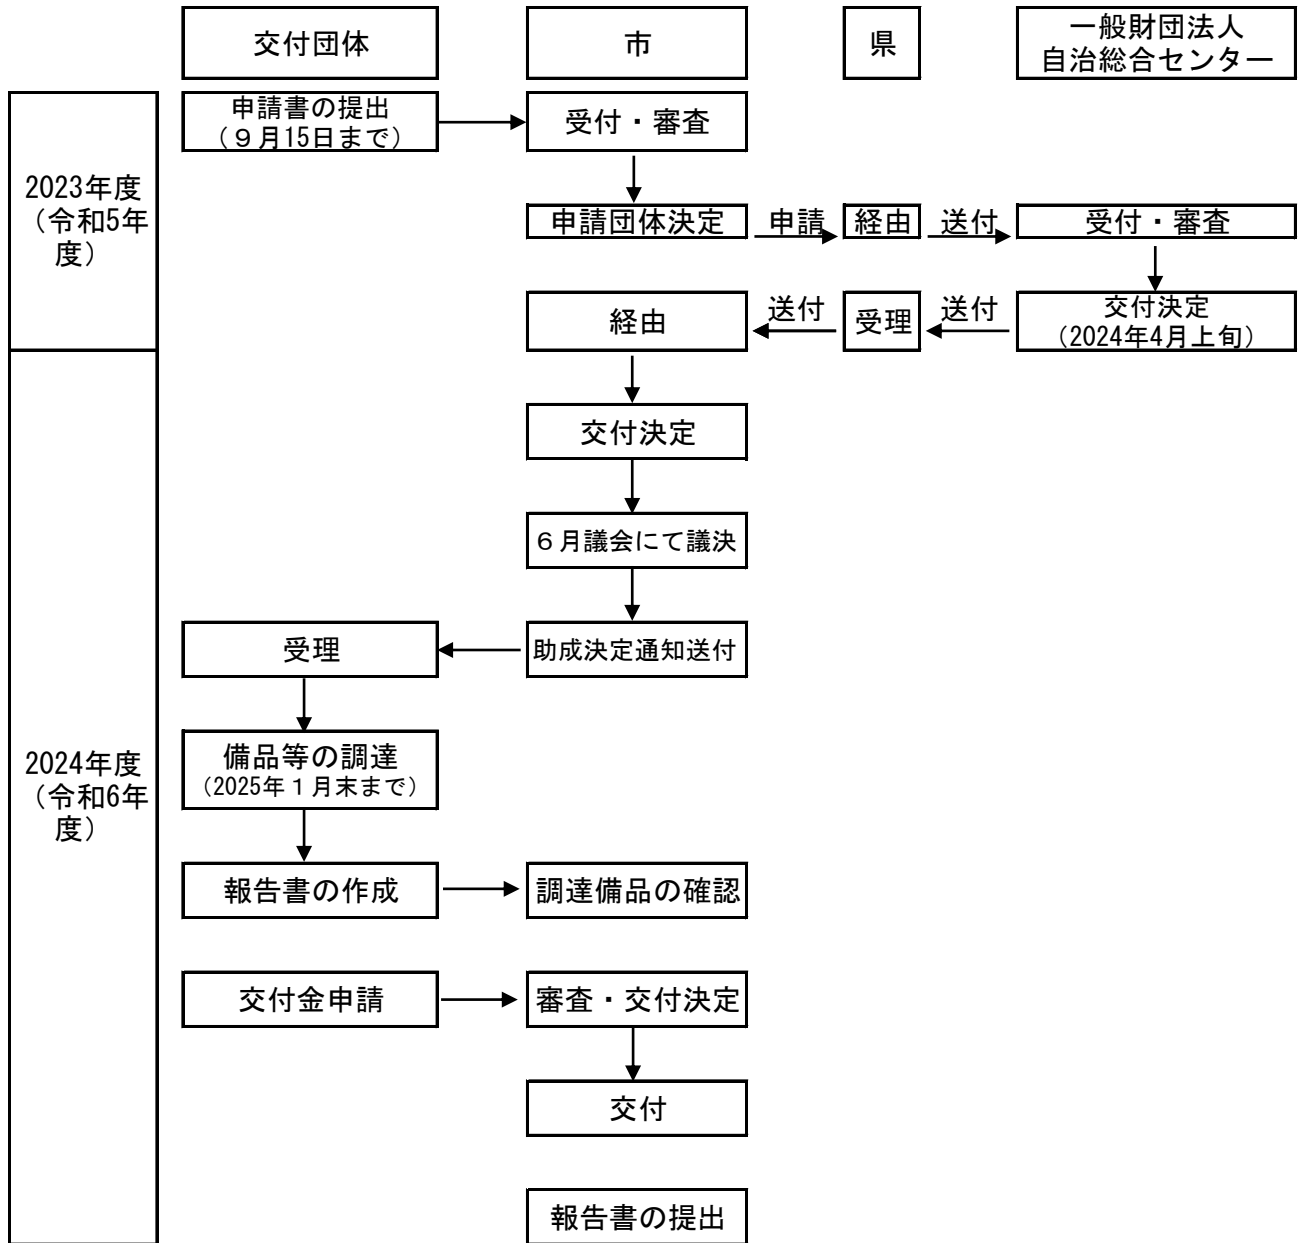 交付団体
市
県
一般財団法人
自治総合センター
2023年度
（令和5年
度）
申請書の提出
（９月15日まで）
受付・審査
申請団体決定
申請
経由
送付
受付・審査
経由
送付
受理
送付
交付決定
（2024年4月上旬）
2024年度
（令和6年
度）
交付決定
６月議会にて議決
受理
助成決定通知送付
備品等の調達
（2025年１月末まで）
報告書の作成
調達備品の確認
交付金申請
審査・交付決定
交付
報告書の提出